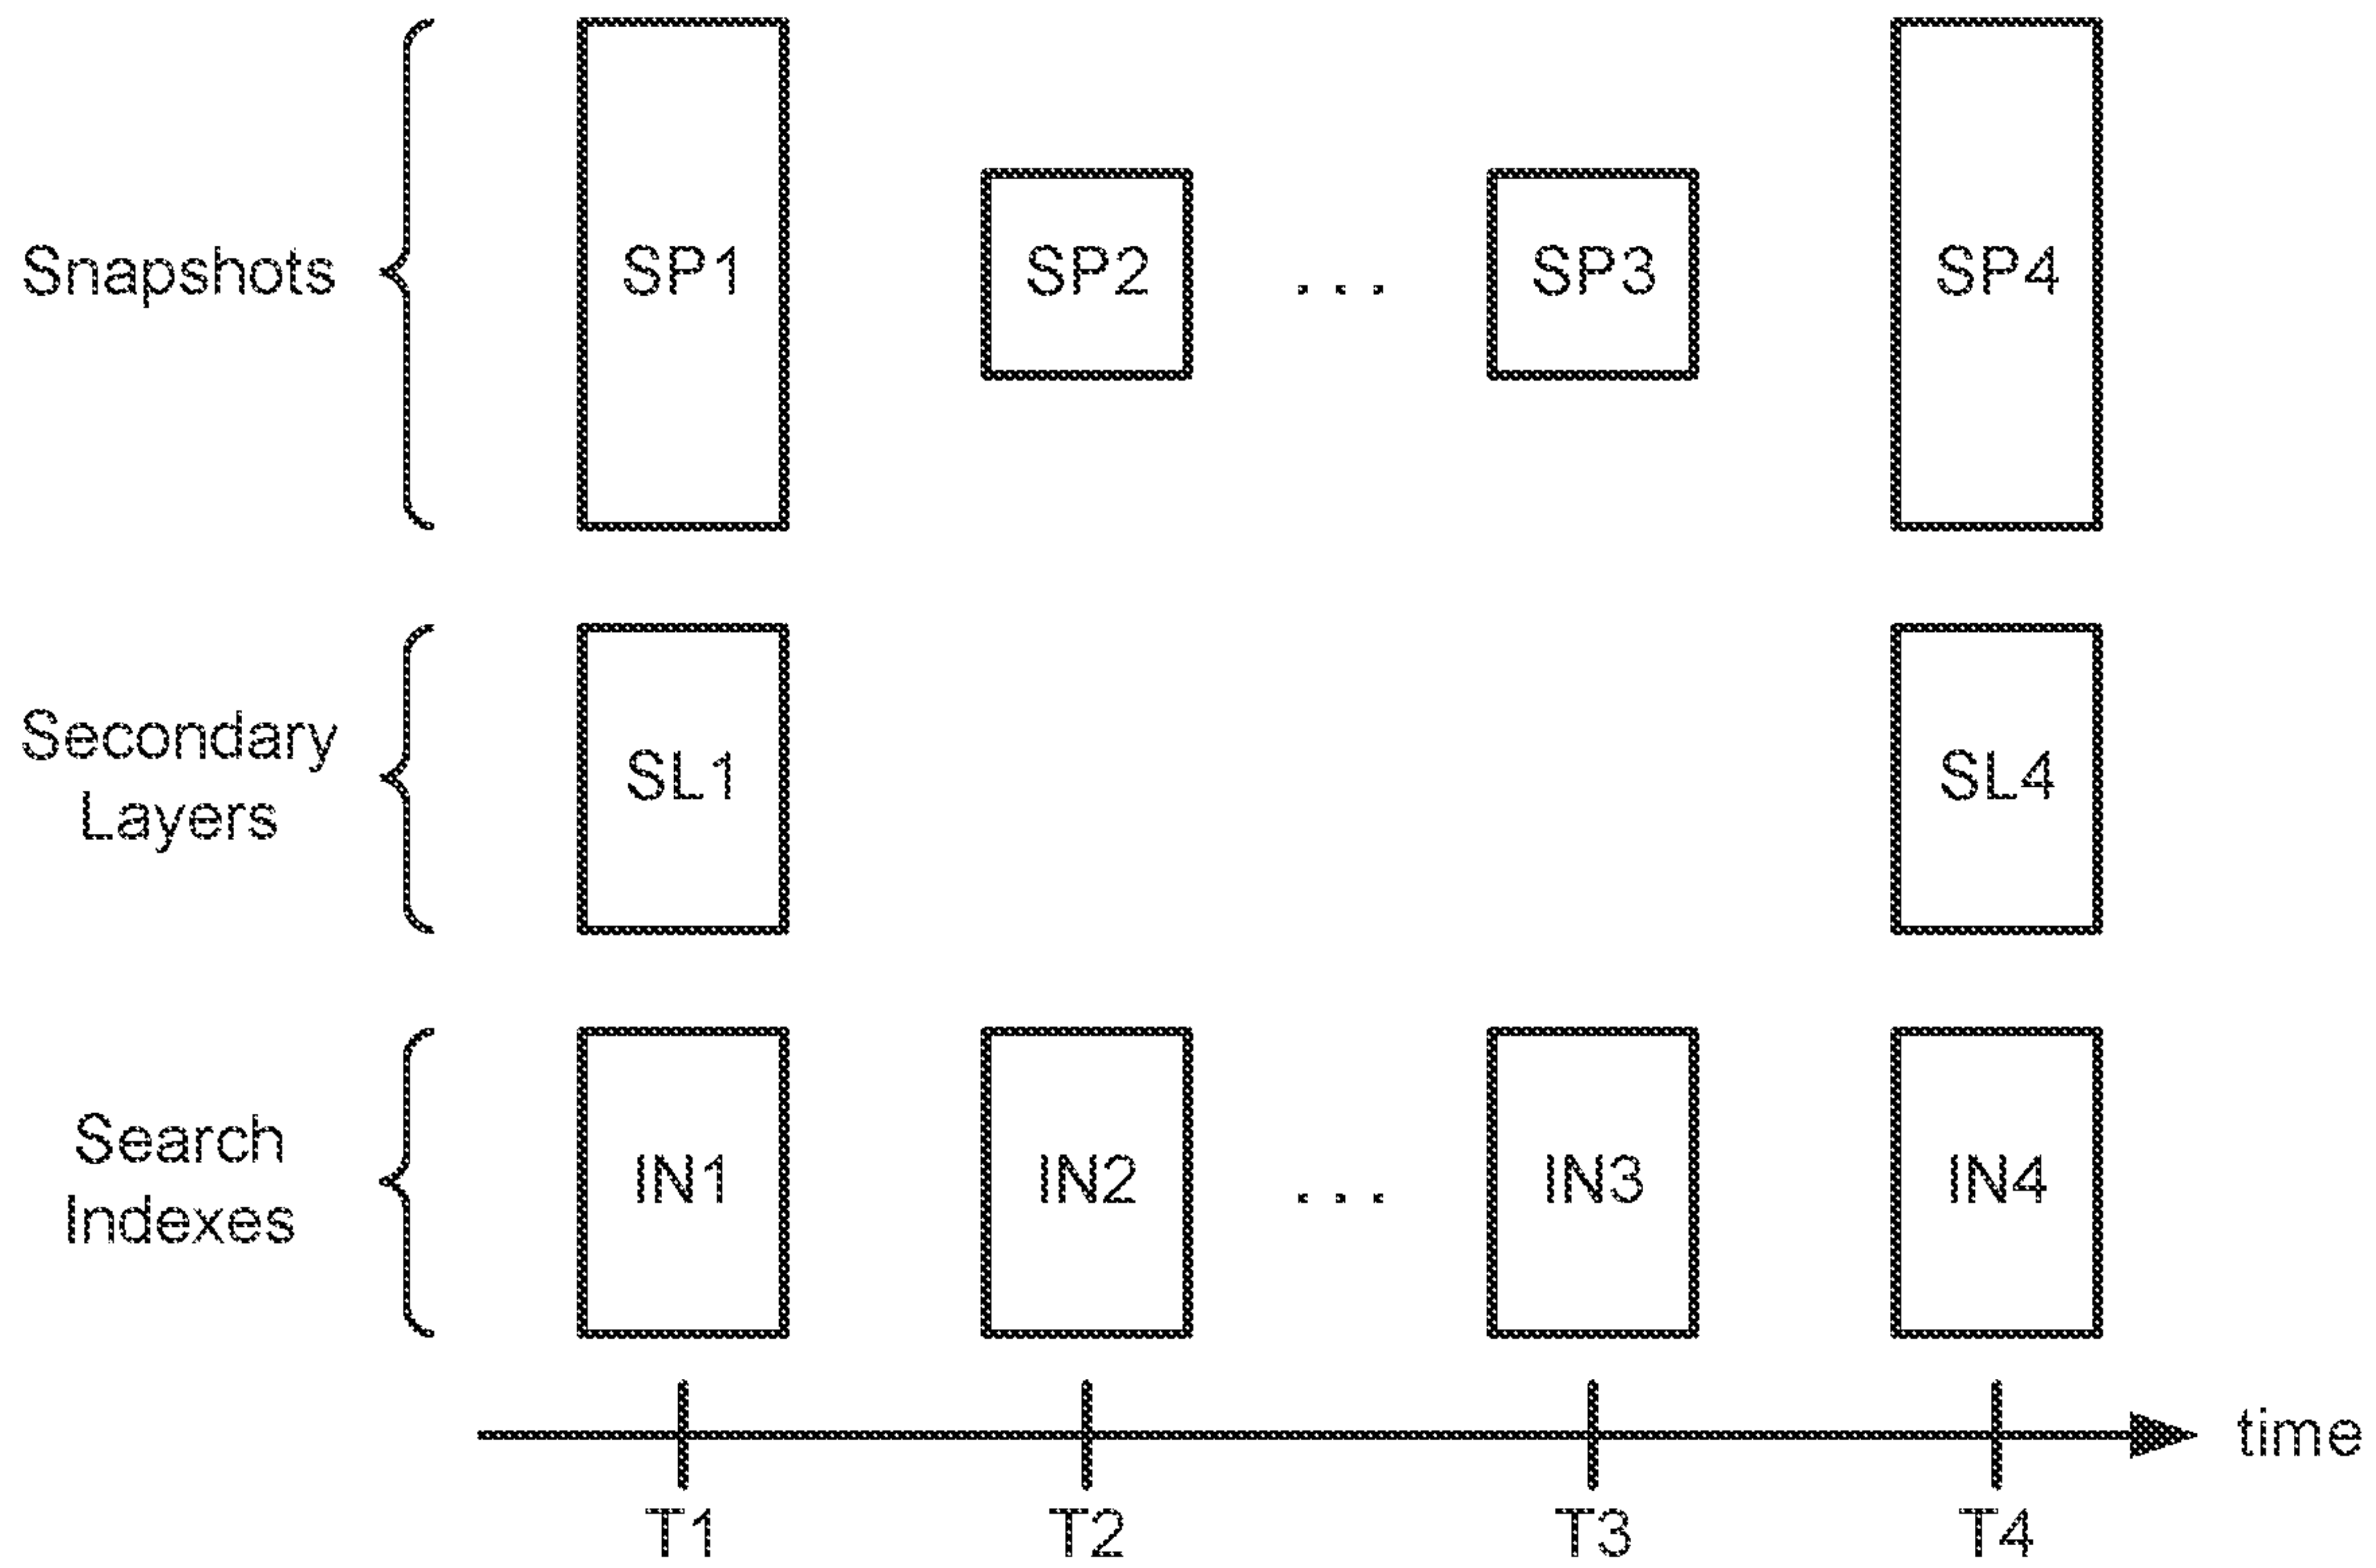 Snapshots
SP1
SP2
...
SP3
SP4
Secondary
Layers
SL1
SL4
Search
Indexes
IN1
IN2
...
IN3
IN4
time
T1
T2
T3
T4